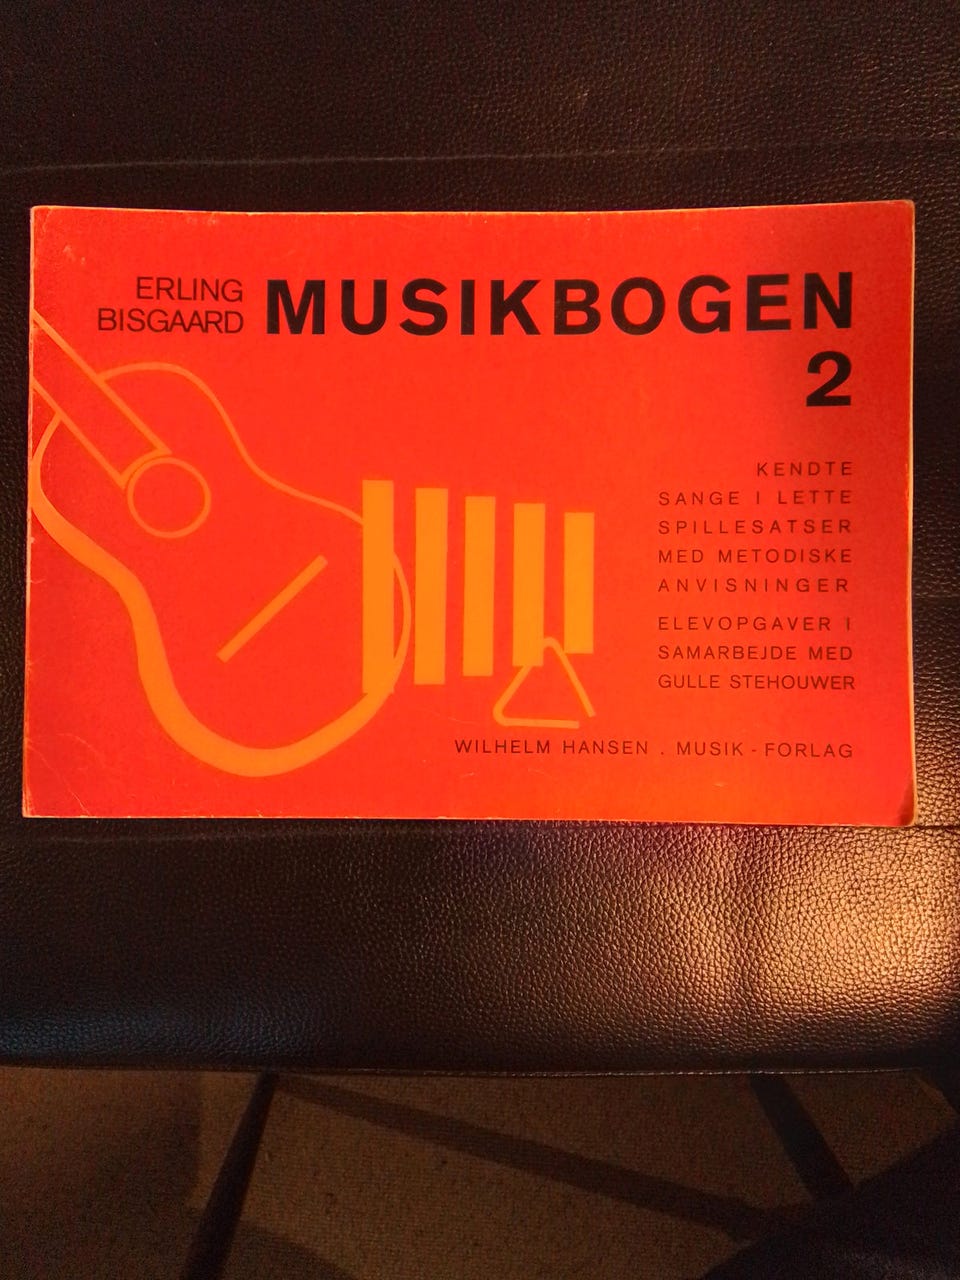 ERLING
BISGAARD
MUSIKBOGEN
2
KENDTE
SANGE I LETTE
SPILLESATSER
MED METODISKE
ANVISNINGER
ELEVOPGAVER I
SAMARBEJDE MED
GULLE STEHOUWER
WILHELM HANSEN . MUSIK - FORLAG